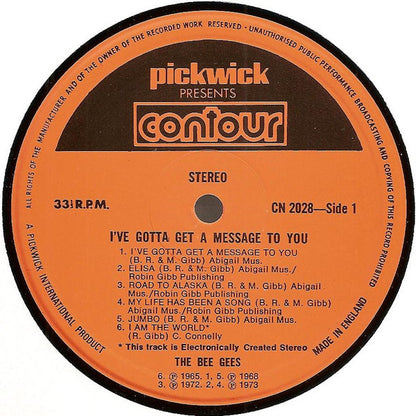 ALL RIGHTS OF THE MANUFACTURER AND OF THE OWNER OF THE RECORDED WORK RESERVED – UNAUTHORISED PUBLIC PERFORMANCE BROADCASTING AND COPYING OF THIS RECORD PROHIBITED
pickwick
PRESENTS
contour
STEREO
33⅓ R.P.M.
CN 2028—Side 1
I'VE GOTTA GET A MESSAGE TO YOU
1. I'VE GOTTA GET A MESSAGE TO YOU
(B. R. & M. Gibb) Abigail Mus.
2. ELISA (B. R. & M. Gibb) Abigail Mus./
Robin Gibb Publishing
3. ROAD TO ALASKA (B. R. & M. Gibb) Abigail
Mus./Robin Gibb Publishing
4. MY LIFE HAS BEEN A SONG (B. R. & M. Gibb)
Abigail Mus./Robin Gibb Publishing
5. JUMBO (B. R. & M. Gibb) Abigail Mus.
6. I AM THE WORLD*
(R. Gibb) C. Connelly
* This track is Electronically Created Stereo
THE BEE GEES
6. ℗ 1965. 1, 5. ℗ 1968
3. ℗ 1972. 2, 4. ℗ 1973
A PICKWICK INTERNATIONAL PRODUCT
MADE IN ENGLAND